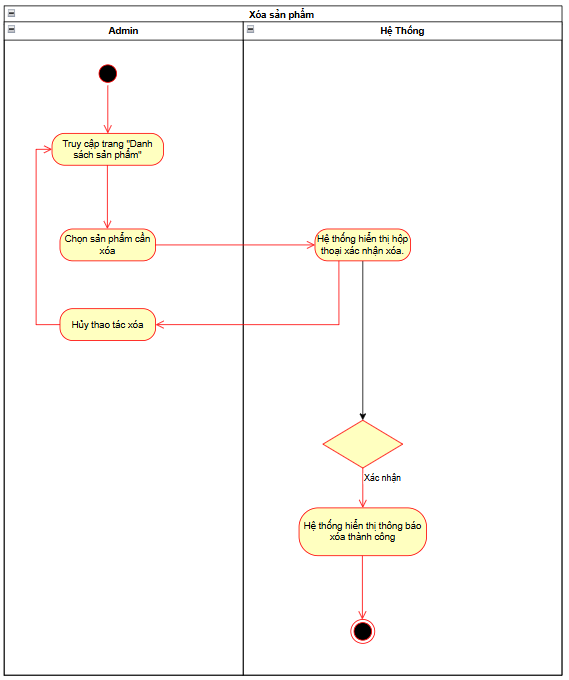 Xóa sản phẩm
Admin
Hệ Thống
Truy cập trang "Danh
sách sản phẩm"
Chọn sản phẩm cần
xóa
Hệ thống hiển thị hộp
thoại xác nhận xóa.
Hủy thao tác xóa
Xác nhận
Hệ thống hiển thị thông báo
xóa thành công